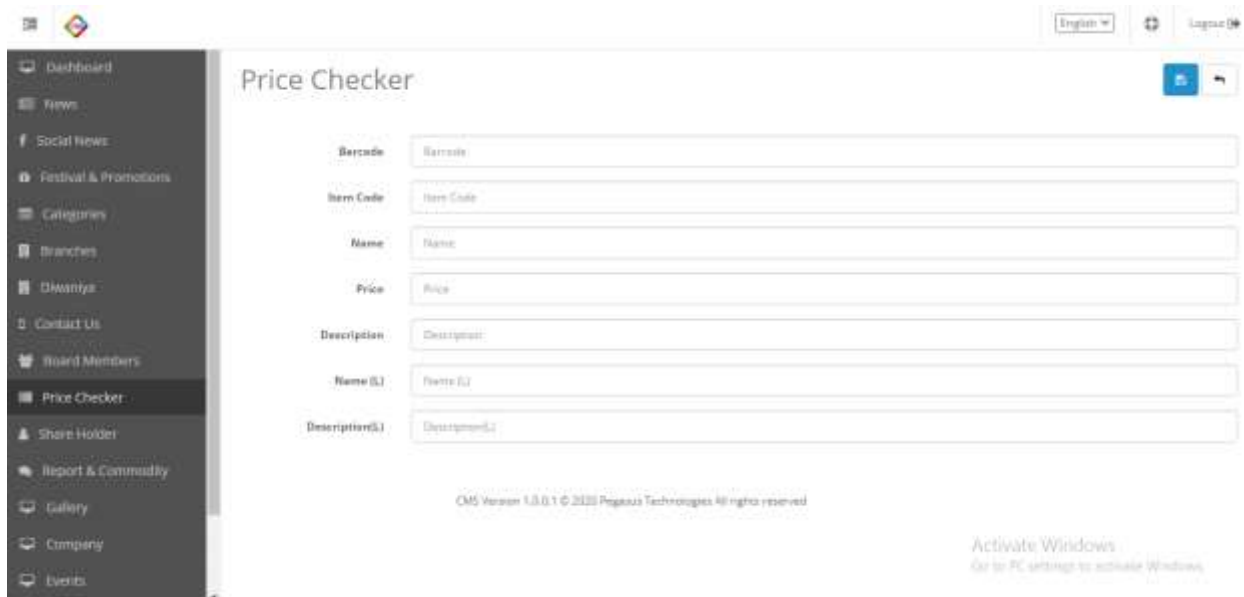 English
Logout
Dashboard
News
Social News
Festival & Promotions
Categories
Branches
Diwaniya
Contact Us
Board Members
Price Checker
Share Holder
Report & Commodity
Gallery
Company
Events
Price Checker
Bercode
Barcode
Item Code
Item Code
Name
Name
Price
Price
Description
Description
Name (L)
Name (L)
Description(L)
Description(L)
CMS Version 1.0.0.1 © 2020 Pegasus Technologies All rights reserved
Activate Windows
Go to PC settings to activate Windows.